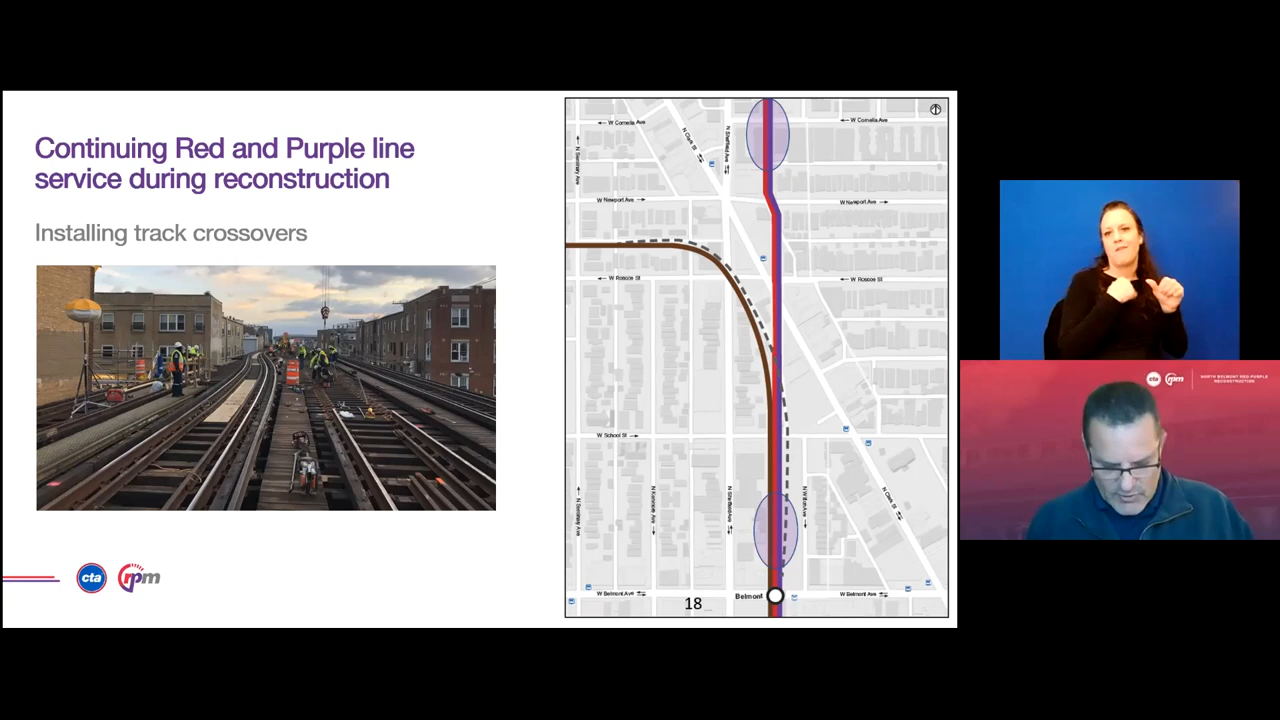 Continuing Red and Purple line
service during reconstruction
Installing track crossovers
cta
rpm
W Cornelia Ave
W Cornelia Ave
N Clark St
N Sheffield Ave
N Seminary Ave
W Newport Ave
W Newport Ave
W Roscoe St
W Roscoe St
W School St
N Seminary Ave
N Kenmore Ave
N Sheffield Ave
N Wilton Ave
N Clark St
W Belmont Ave
Belmont
W Belmont Ave
18
cta
rpm
NORTH BELMONT RED-PURPLE
RECONSTRUCTION